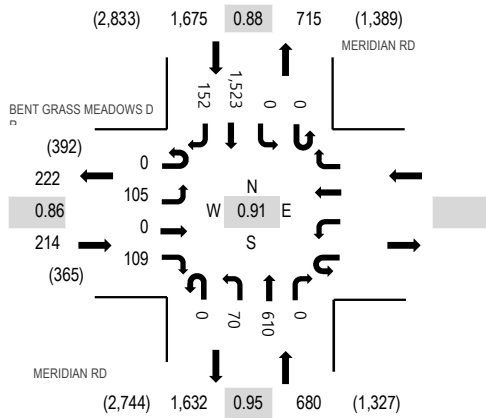 (2,833) 1,675 0.88 715 (1,389)
MERIDIAN RD
152 1,523 0 0
BENT GRASS MEADOWS D
R
(392)
0
222
105
N
0.86
W 0.91 E
0
214
S
109
(365)
0 70 610 0
MERIDIAN RD
(2,744) 1,632 0.95 680 (1,327)